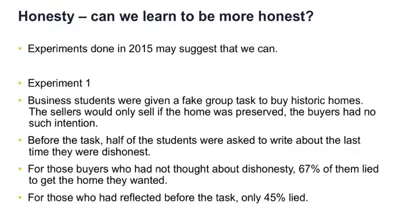 Honesty – can we learn to be more honest?
• Experiments done in 2015 may suggest that we can.
• Experiment 1
• Business students were given a fake group task to buy historic homes.
The sellers would only sell if the home was preserved, the buyers had no
such intention.
• Before the task, half of the students were asked to write about the last
time they were dishonest.
• For those buyers who had not thought about dishonesty, 67% of them lied
to get the home they wanted.
• For those who had reflected before the task, only 45% lied.